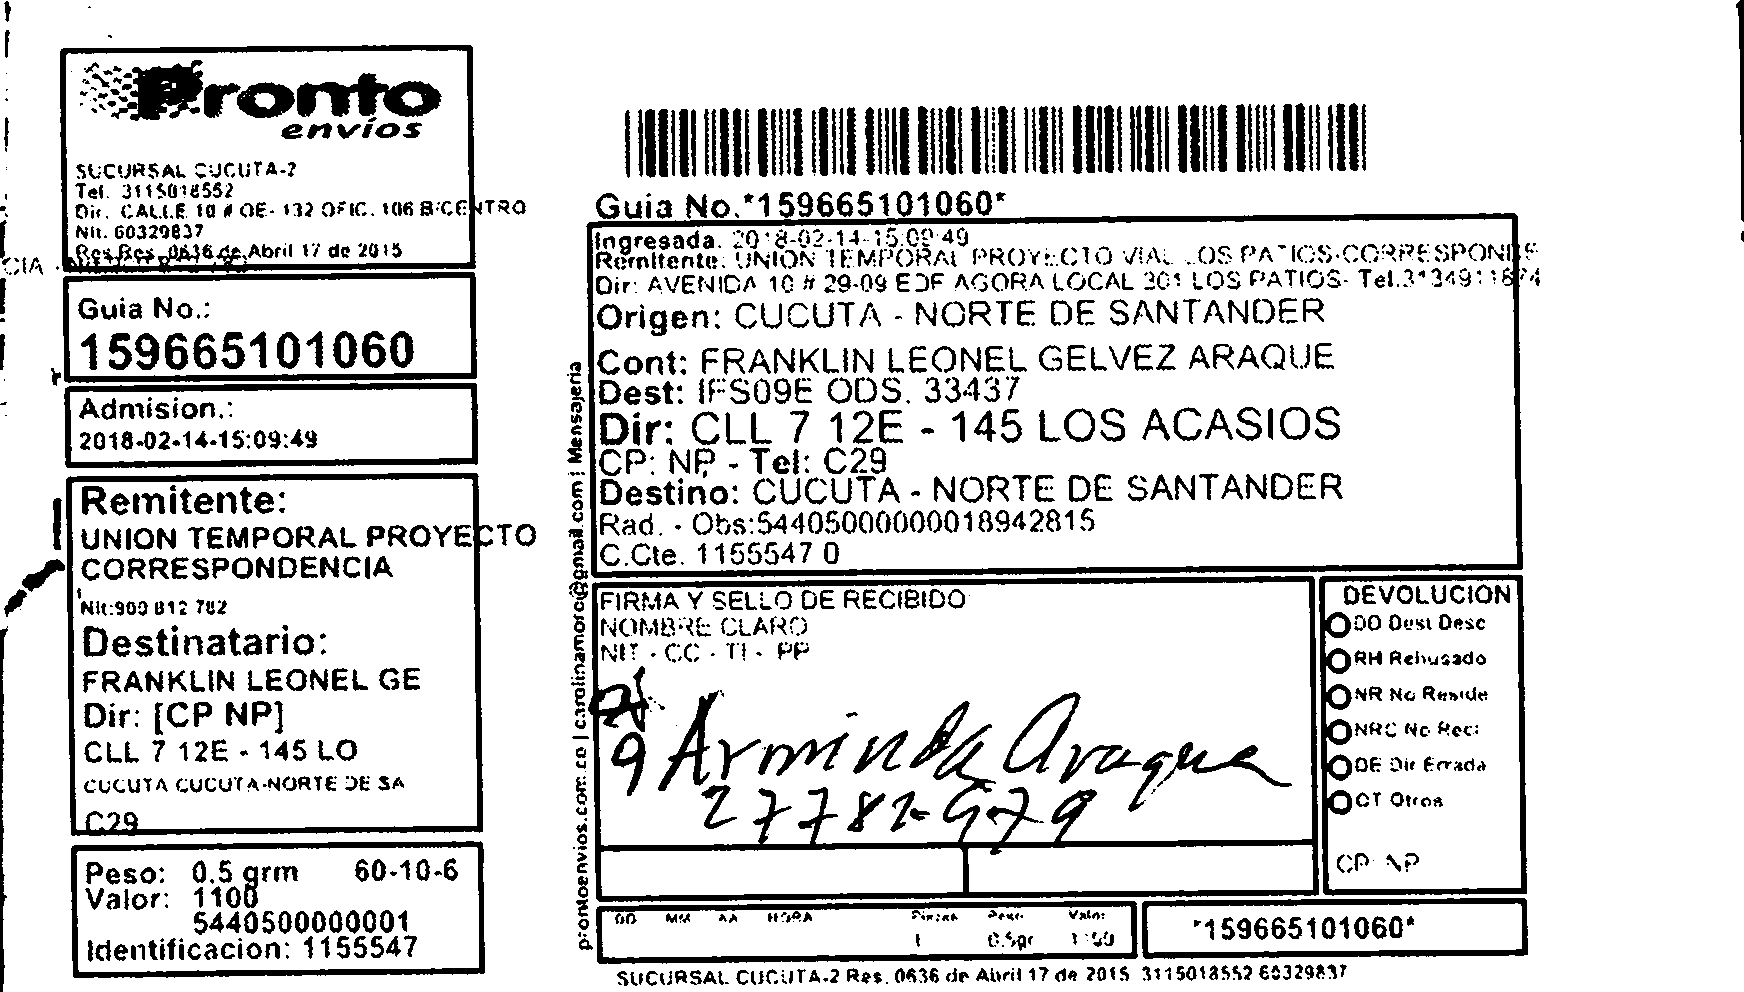 Pronto
envíos
SUCURSAL CUCUTA-2
Tel. 3115018552
Dir. CALLE 10 # OE- 132 OFIC. 106 B/CENTRO
Nit. 60329837
Res Res. 0636 de Abril 17 de 2015
CIA
Guia No.:
159665101060
Admision.:
2018-02-14-15:09:49
Remitente:
UNION TEMPORAL PROYECTO
CORRESPONDENCIA
Nit:900 812 782
Destinatario:
FRANKLIN LEONEL GE
Dir: [CP NP]
CLL 7 12E - 145 LO
CUCUTA CUCUTA-NORTE DE SA
C29
Peso: 0.5 grm 60-10-6
Valor: 1100
5440500000001
Identificacion: 1155547
prontoenvios.com.co | carolinamoro@gmail.com | Mensajeria
Guia No.*159665101060*
Ingresada. 2018-02-14-15:09:49
Remitente. UNION TEMPORAL PROYECTO VIAL LOS PATIOS-CORRESPONDE
Dir: AVENIDA 10 # 29-09 EDF AGORA LOCAL 301 LOS PATIOS- Tel.3134911874
Origen: CUCUTA - NORTE DE SANTANDER
Cont: FRANKLIN LEONEL GELVEZ ARAQUE
Dest: IFS09E ODS. 33437
Dir: CLL 7 12E - 145 LOS ACASIOS
CP: NP - Tel: C29
Destino: CUCUTA - NORTE DE SANTANDER
Rad. - Obs:544050000000018942815
C.Cte. 1155547 0
FIRMA Y SELLO DE RECIBIDO
NOMBRE CLARO
NIT - CC - TI - PP
9 Arminda Araque
DEVOLUCION
DD Dest Desc
RH Rehusado
NR No Reside
NRC No Recl
DE Dir Errada
OT Otros
CP: NP
DD MM AA HORA Piezas Peso Valor
1 0.5gr 1100
*159665101060*
SUCURSAL CUCUTA-2 Res. 0636 de Abril 17 de 2015 3115018552 60329837